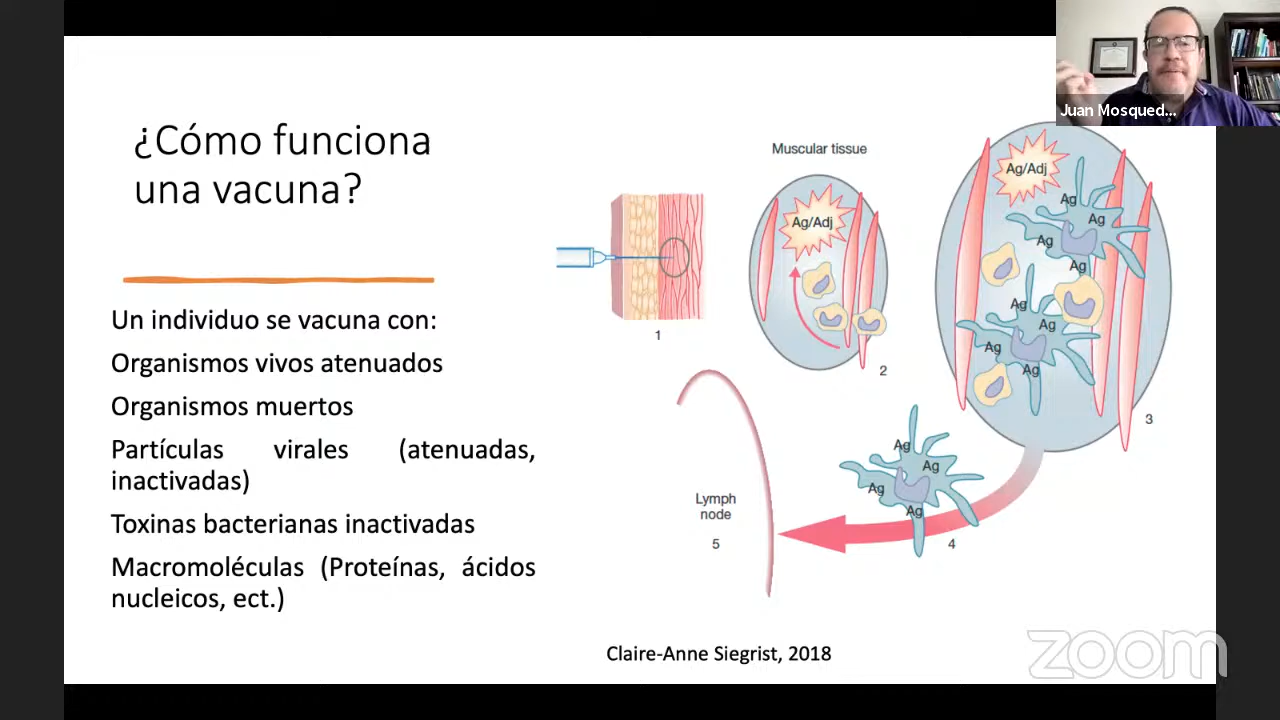 ¿Cómo funciona
una vacuna?
Un individuo se vacuna con:
Organismos vivos atenuados
Organismos muertos
Partículas virales (atenuadas,
inactivadas)
Toxinas bacterianas inactivadas
Macromoléculas (Proteínas, ácidos
nucleicos, ect.)
1
Muscular tissue
Ag/Adj
2
Ag/Adj
Ag
Ag
Ag
Ag
Ag
Ag
Ag
Ag
3
Ag
Ag
Ag
Ag
4
Lymph
node
5
Claire-Anne Siegrist, 2018
Juan Mosqued...
zoom